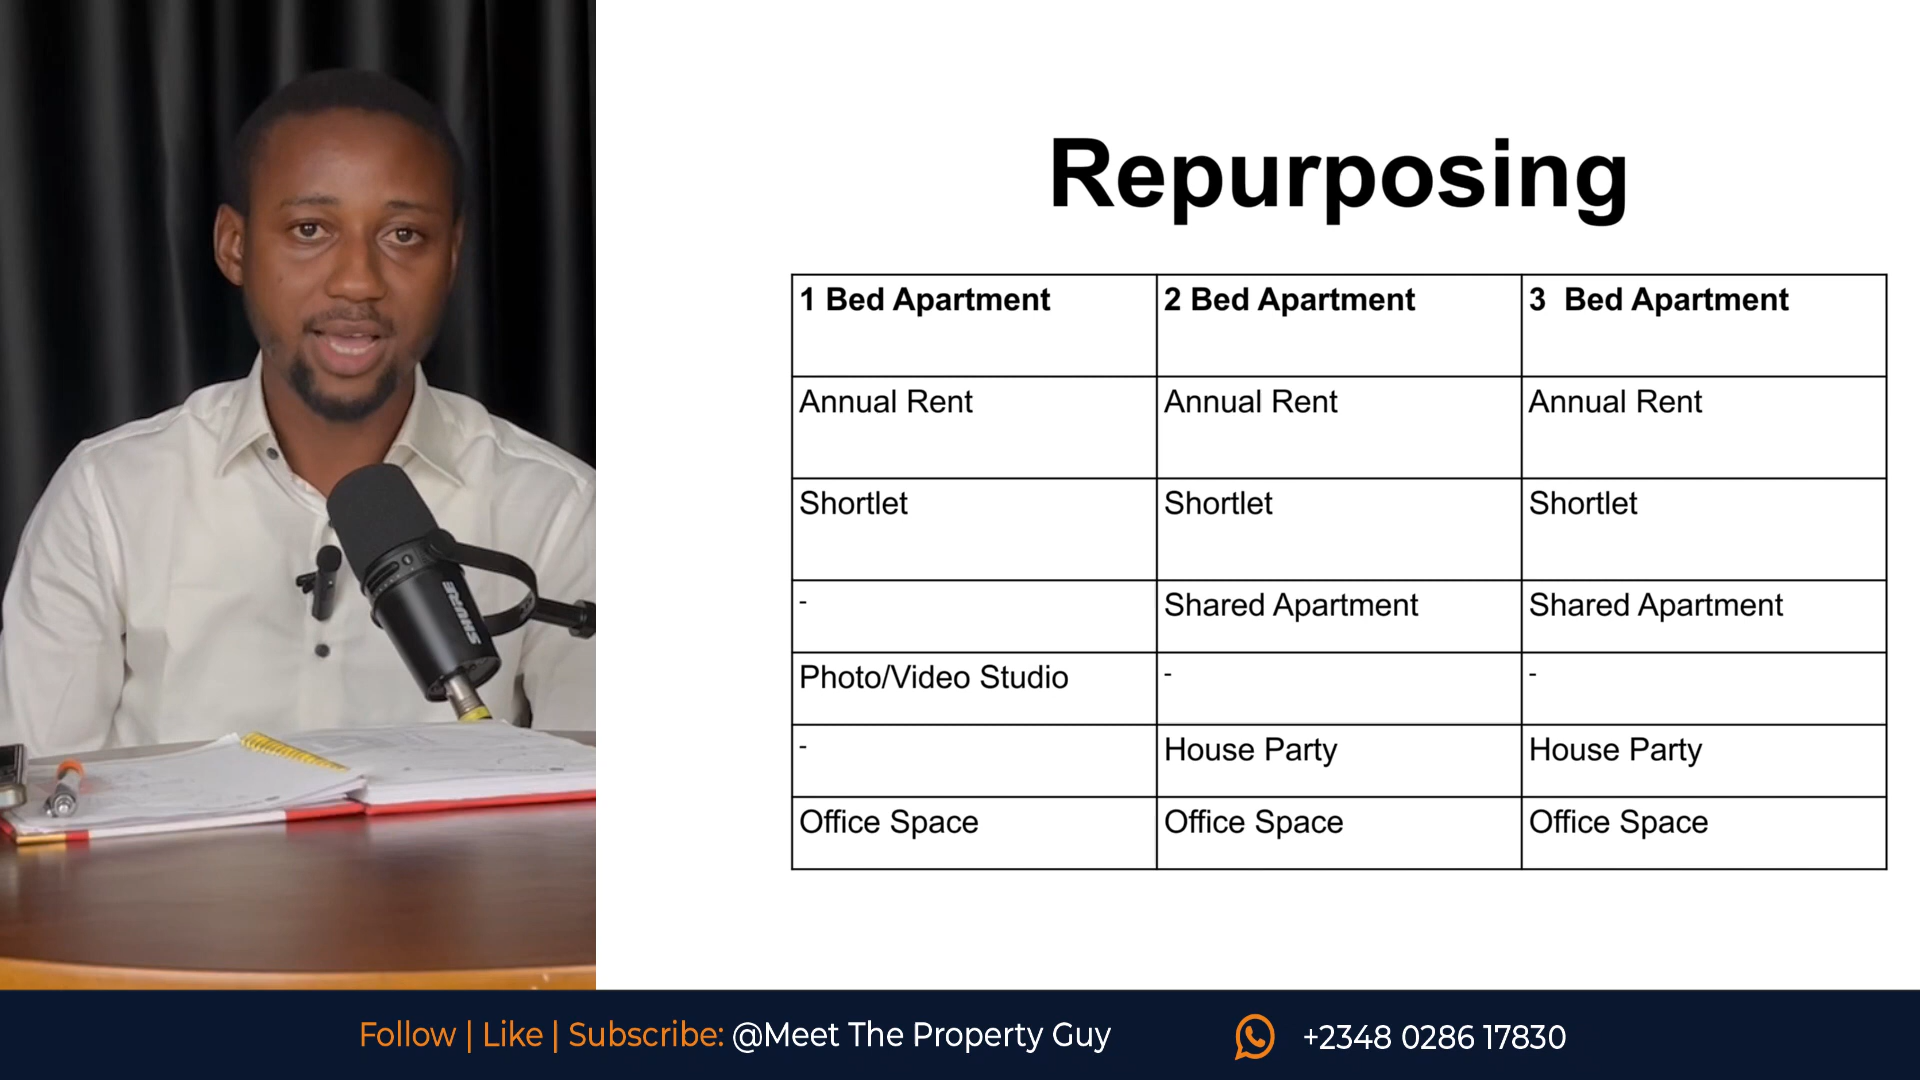 Repurposing
1 Bed Apartment 2 Bed Apartment 3  Bed Apartment
Annual Rent Annual Rent Annual Rent
Shortlet Shortlet Shortlet
- Shared Apartment Shared Apartment
Photo/Video Studio - -
- House Party House Party
Office Space Office Space Office Space
SHURE
Follow | Like | Subscribe: @Meet The Property Guy
+2348 0286 17830